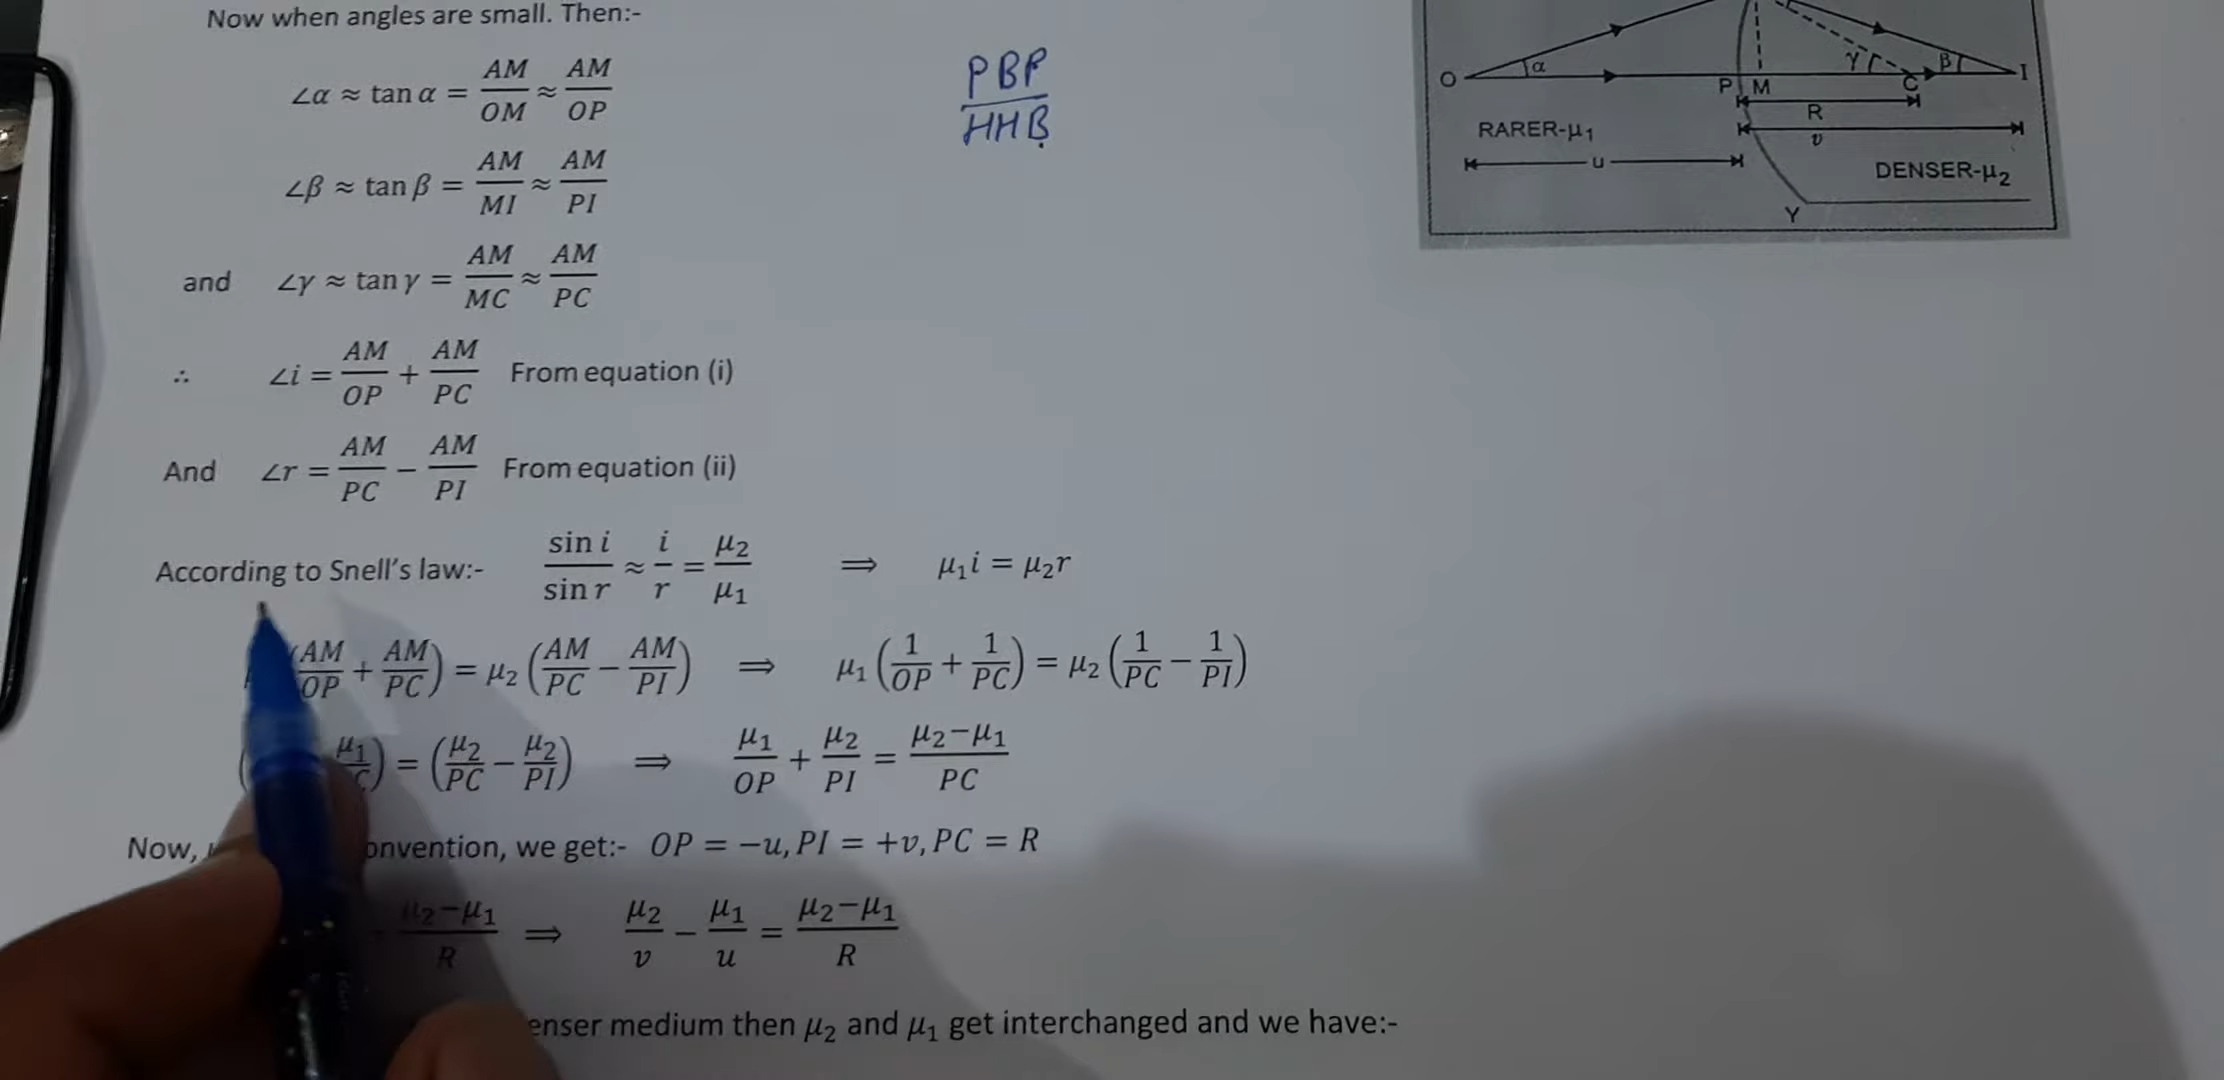 Now when angles are small. Then:-
∠α ≈ tan α = AM/OM ≈ AM/OP
∠β ≈ tan β = AM/MI ≈ AM/PI
and ∠γ ≈ tan γ = AM/MC ≈ AM/PC
∴ ∠i = AM/OP + AM/PC From equation (i)
And ∠r = AM/PC − AM/PI From equation (ii)
According to Snell's law:- sin i/sin r ≈ i/r = μ₂/μ₁ ⟹ μ₁i = μ₂r
(AM/OP + AM/PC) = μ₂ (AM/PC − AM/PI) ⟹ μ₁ (1/OP + 1/PC) = μ₂ (1/PC − 1/PI)
μ₁) = (μ₂/PC − μ₂/PI) ⟹ μ₁/OP + μ₂/PI = μ₂−μ₁/PC
Now, onvention, we get:- OP = −u, PI = +v, PC = R
μ₂−μ₁/R ⟹ μ₂/v − μ₁/u = μ₂−μ₁/R
enser medium then μ₂ and μ₁ get interchanged and we have:-
PBP
HHB
O α γ β I
P M C
R
RARER-μ₁ v
u DENSER-μ₂
Y